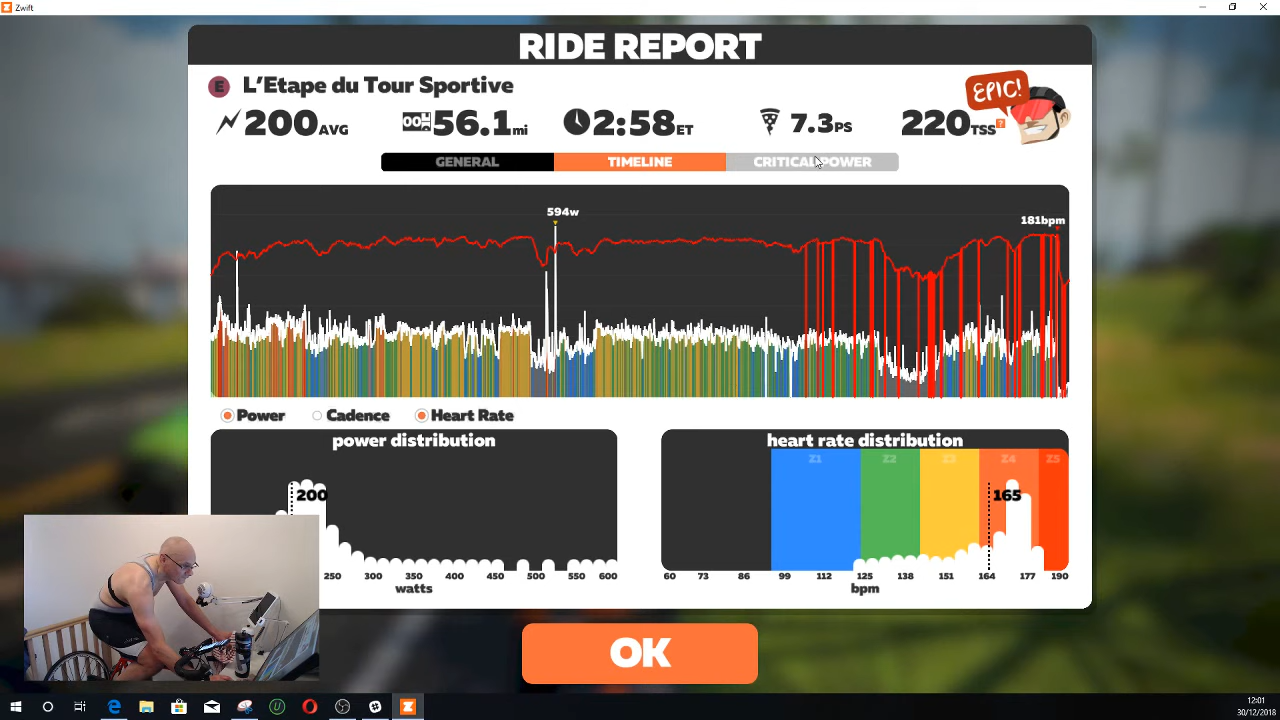 Zwift
RIDE REPORT
E L'Etape du Tour Sportive
EPIC!
200AVG 56.1mi 2:58ET 7.3PS 220TSS?
GENERAL TIMELINE CRITICAL POWER
594w
181bpm
Power Cadence Heart Rate
power distribution
200
250 300 350 400 450 500 550 600
watts
heart rate distribution
Z1 Z2 Z3 Z4 Z5
165
60 73 86 99 112 125 138 151 164 177 190
bpm
OK
12:01
30/12/2018